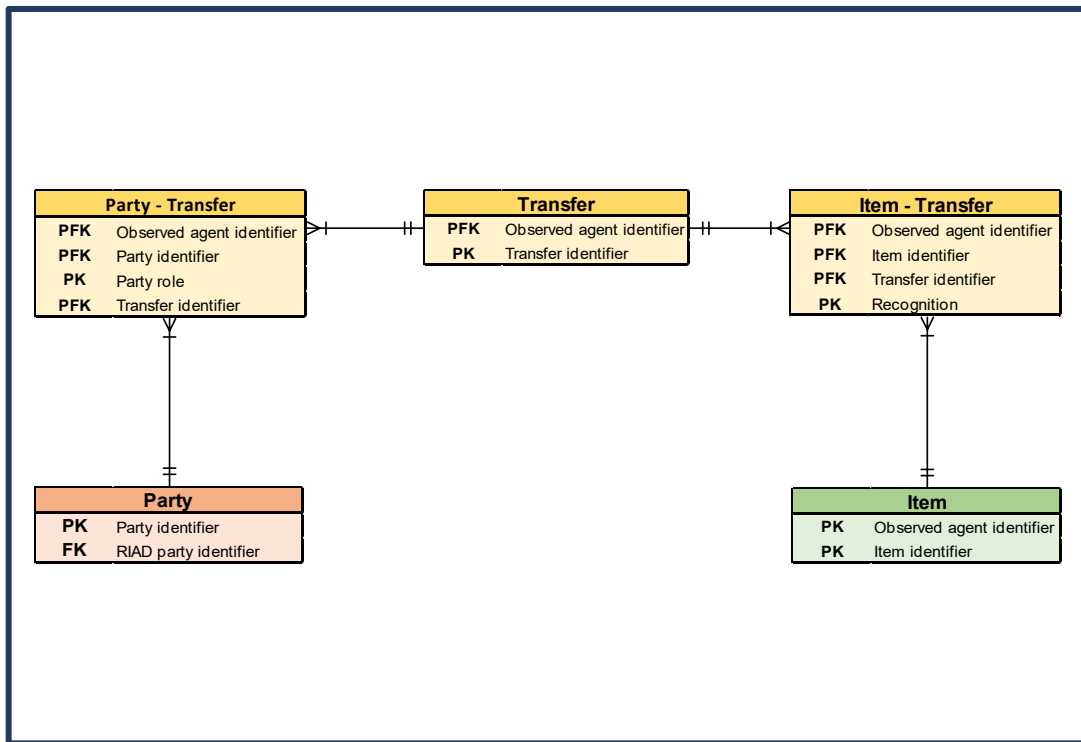 Party - Transfer
PFK Observed agent identifier
PFK Party identifier
PK Party role
PFK Transfer identifier
Transfer
PFK Observed agent identifier
PK Transfer identifier
Item - Transfer
PFK Observed agent identifier
PFK Item identifier
PFK Transfer identifier
PK Recognition
Party
PK Party identifier
FK RIAD party identifier
Item
PK Observed agent identifier
PK Item identifier